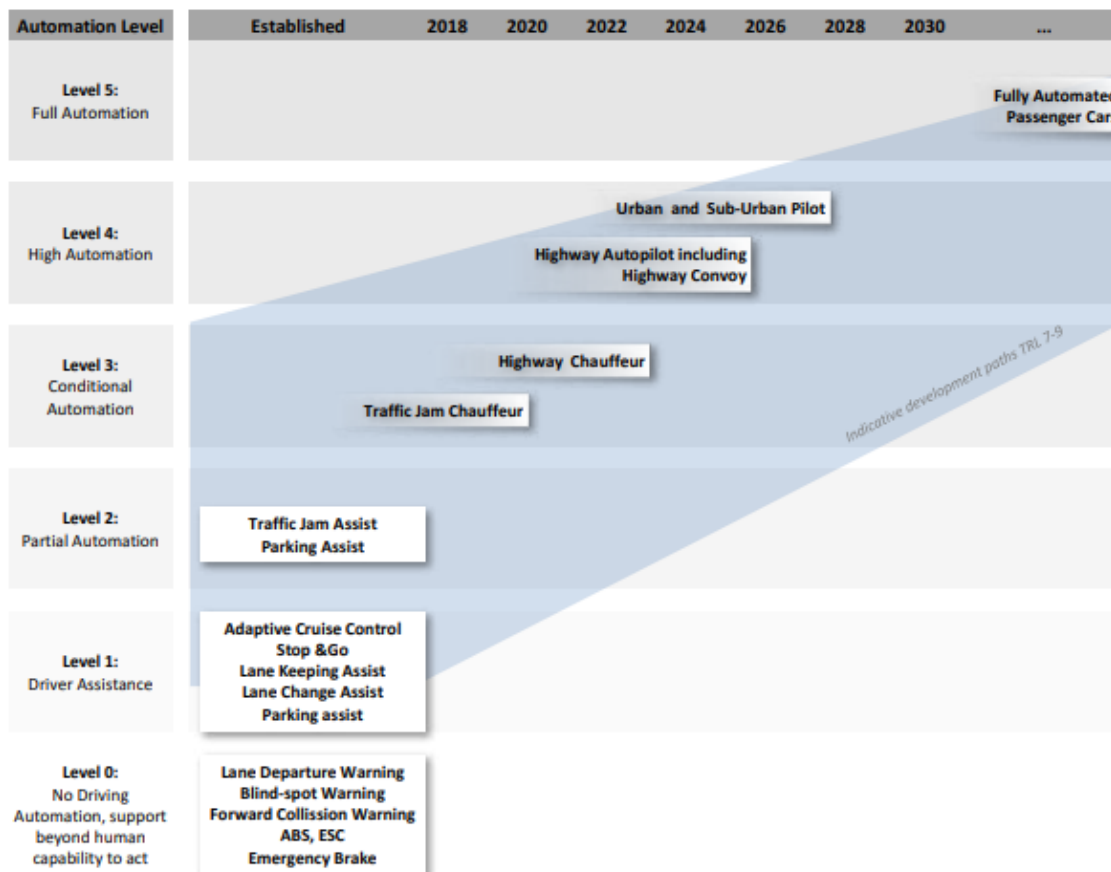 Automation Level Established 2018 2020 2022 2024 2026 2028 2030 ...
Level 5:
Full Automation
Fully Automated
Passenger Car
Level 4:
High Automation
Urban and Sub-Urban Pilot
Highway Autopilot including
Highway Convoy
Level 3:
Conditional
Automation
Highway Chauffeur
Traffic Jam Chauffeur
Indicative development paths TRL 7-9
Level 2:
Partial Automation
Traffic Jam Assist
Parking Assist
Level 1:
Driver Assistance
Adaptive Cruise Control
Stop &Go
Lane Keeping Assist
Lane Change Assist
Parking assist
Level 0:
No Driving
Automation, support
beyond human
capability to act
Lane Departure Warning
Blind-spot Warning
Forward Collission Warning
ABS, ESC
Emergency Brake